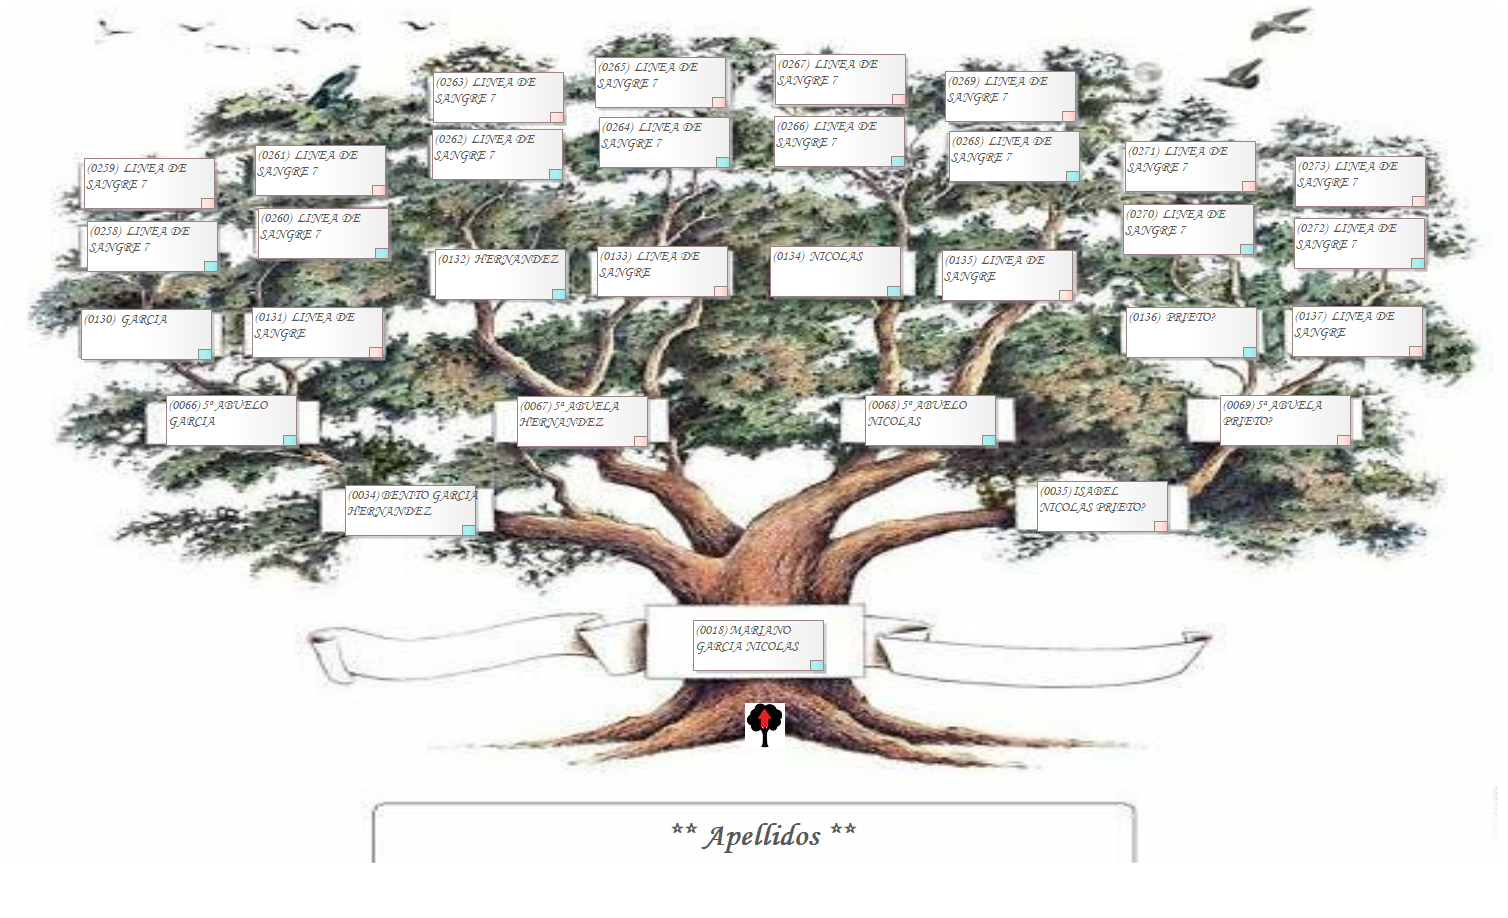 (0263) LINEA DE
SANGRE 7
(0265) LINEA DE
SANGRE 7
(0267) LINEA DE
SANGRE 7
(0269) LINEA DE
SANGRE 7
(0262) LINEA DE
SANGRE 7
(0264) LINEA DE
SANGRE 7
(0266) LINEA DE
SANGRE 7
(0268) LINEA DE
SANGRE 7
(0259) LINEA DE
SANGRE 7
(0261) LINEA DE
SANGRE 7
(0271) LINEA DE
SANGRE 7
(0273) LINEA DE
SANGRE 7
(0258) LINEA DE
SANGRE 7
(0260) LINEA DE
SANGRE 7
(0270) LINEA DE
SANGRE 7
(0272) LINEA DE
SANGRE 7
(0132) HERNANDEZ
(0133) LINEA DE
SANGRE
(0134) NICOLAS
(0135) LINEA DE
SANGRE
(0130) GARCIA
(0131) LINEA DE
SANGRE
(0136) PRIETO?
(0137) LINEA DE
SANGRE
(0066) 5º ABUELO
GARCIA
(0067) 5ª ABUELA
HERNANDEZ
(0068) 5º ABUELO
NICOLAS
(0069) 5ª ABUELA
PRIETO?
(0034) BENITO GARCIA
HERNANDEZ
(0035) ISABEL
NICOLAS PRIETO?
(0018) MARIANO
GARCIA NICOLAS
** Apellidos **